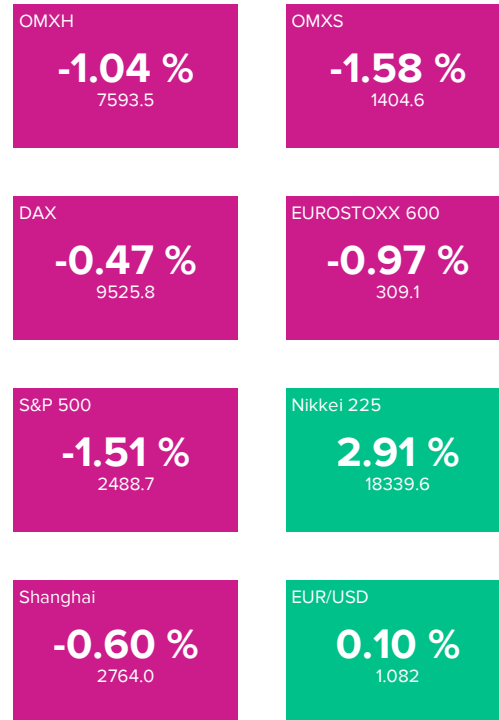 OMXH
-1.04 %
7593.5
OMXS
-1.58 %
1404.6
DAX
-0.47 %
9525.8
EUROSTOXX 600
-0.97 %
309.1
S&P 500
-1.51 %
2488.7
Nikkei 225
2.91 %
18339.6
Shanghai
-0.60 %
2764.0
EUR/USD
0.10 %
1.082